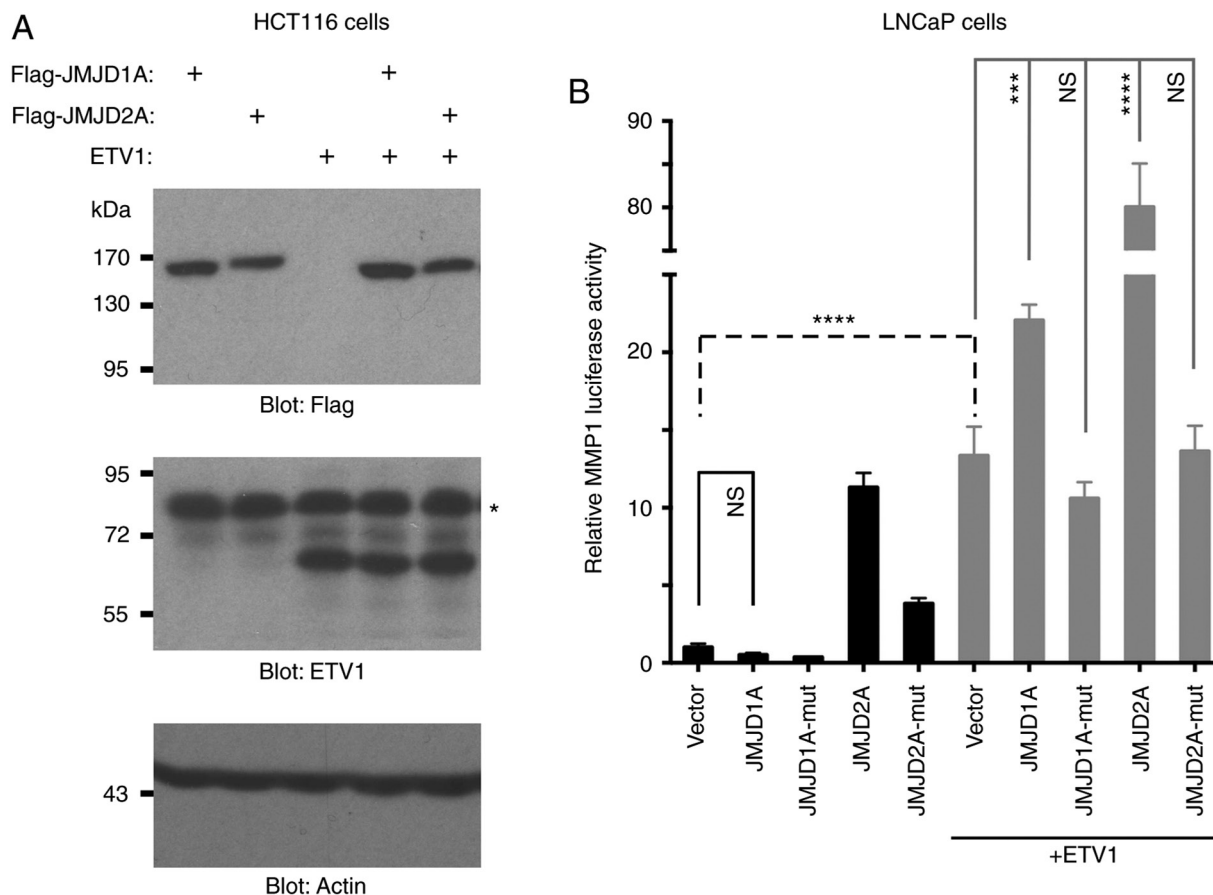 A
HCT116 cells
Flag-JMJD1A: + +
Flag-JMJD2A: + +
ETV1: + + +
kDa
170
130
95
Blot: Flag
95
72
55
*
Blot: ETV1
43
Blot: Actin
LNCaP cells
B
Relative MMP1 luciferase activity
90
80
20
10
0
NS
****
***
NS
****
NS
Vector
JMJD1A
JMJD1A-mut
JMJD2A
JMJD2A-mut
Vector
JMJD1A
JMJD1A-mut
JMJD2A
JMJD2A-mut
+ETV1